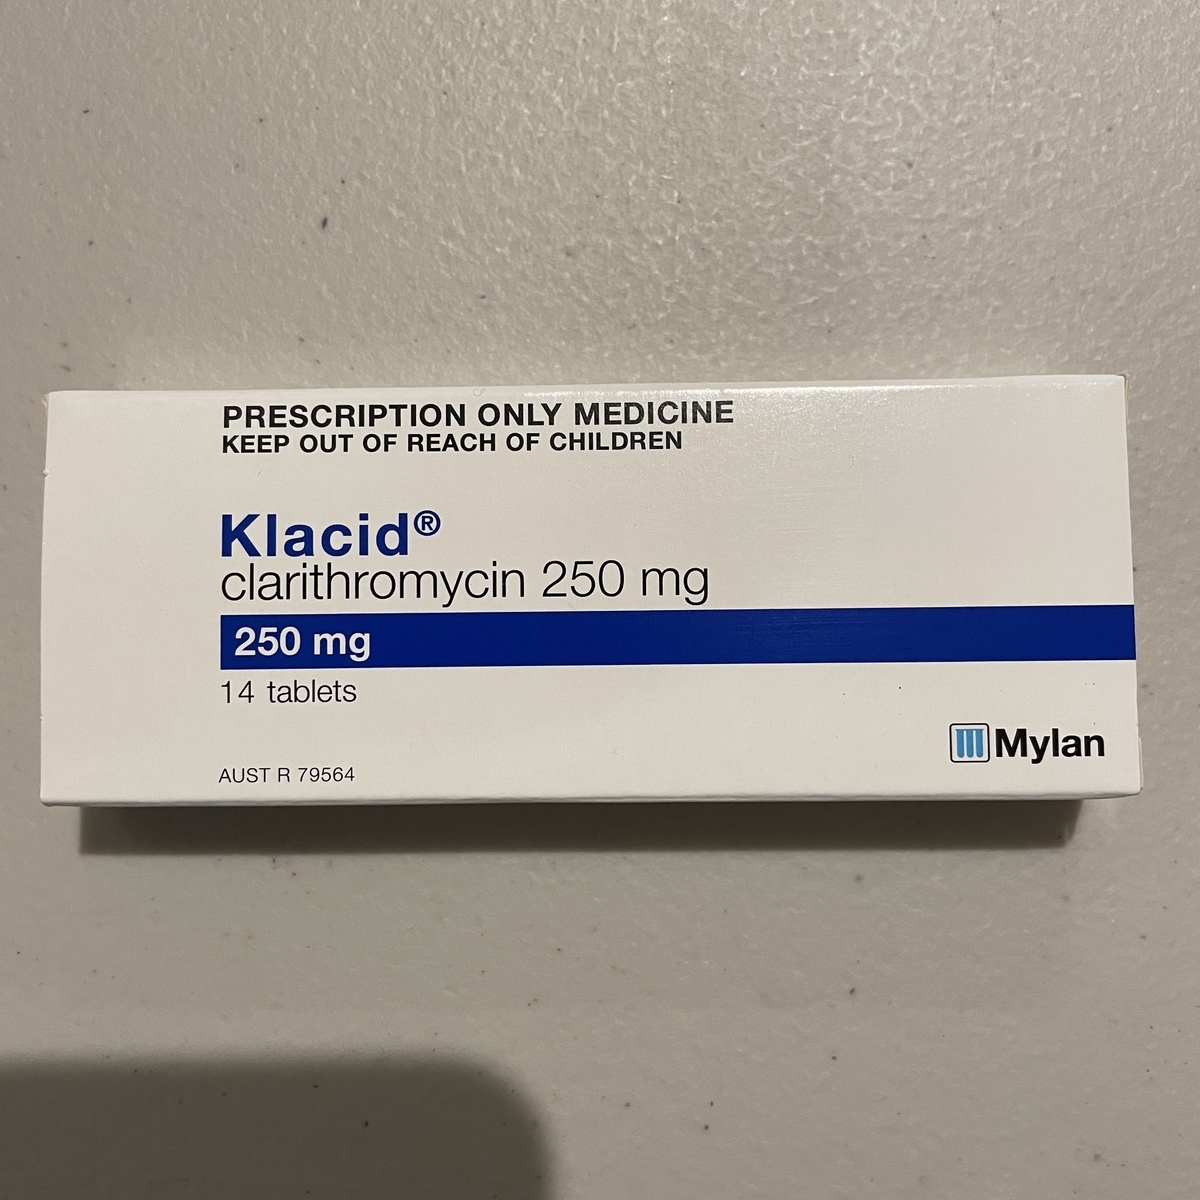 PRESCRIPTION ONLY MEDICINE
KEEP OUT OF REACH OF CHILDREN
Klacid®
clarithromycin 250 mg
250 mg
14 tablets
Mylan
AUST R 79564